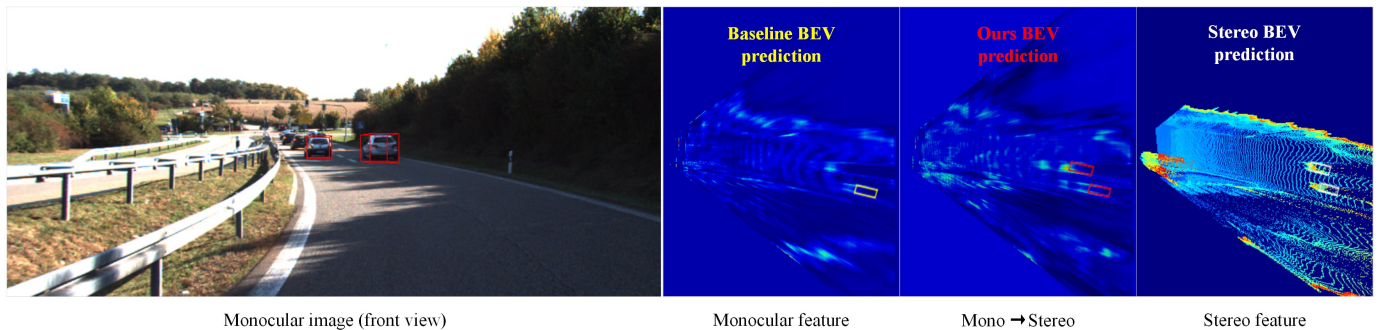 Baseline BEV
prediction
Ours BEV
prediction
Stereo BEV
prediction
Monocular image (front view)
Monocular feature
Mono ➞ Stereo
Stereo feature